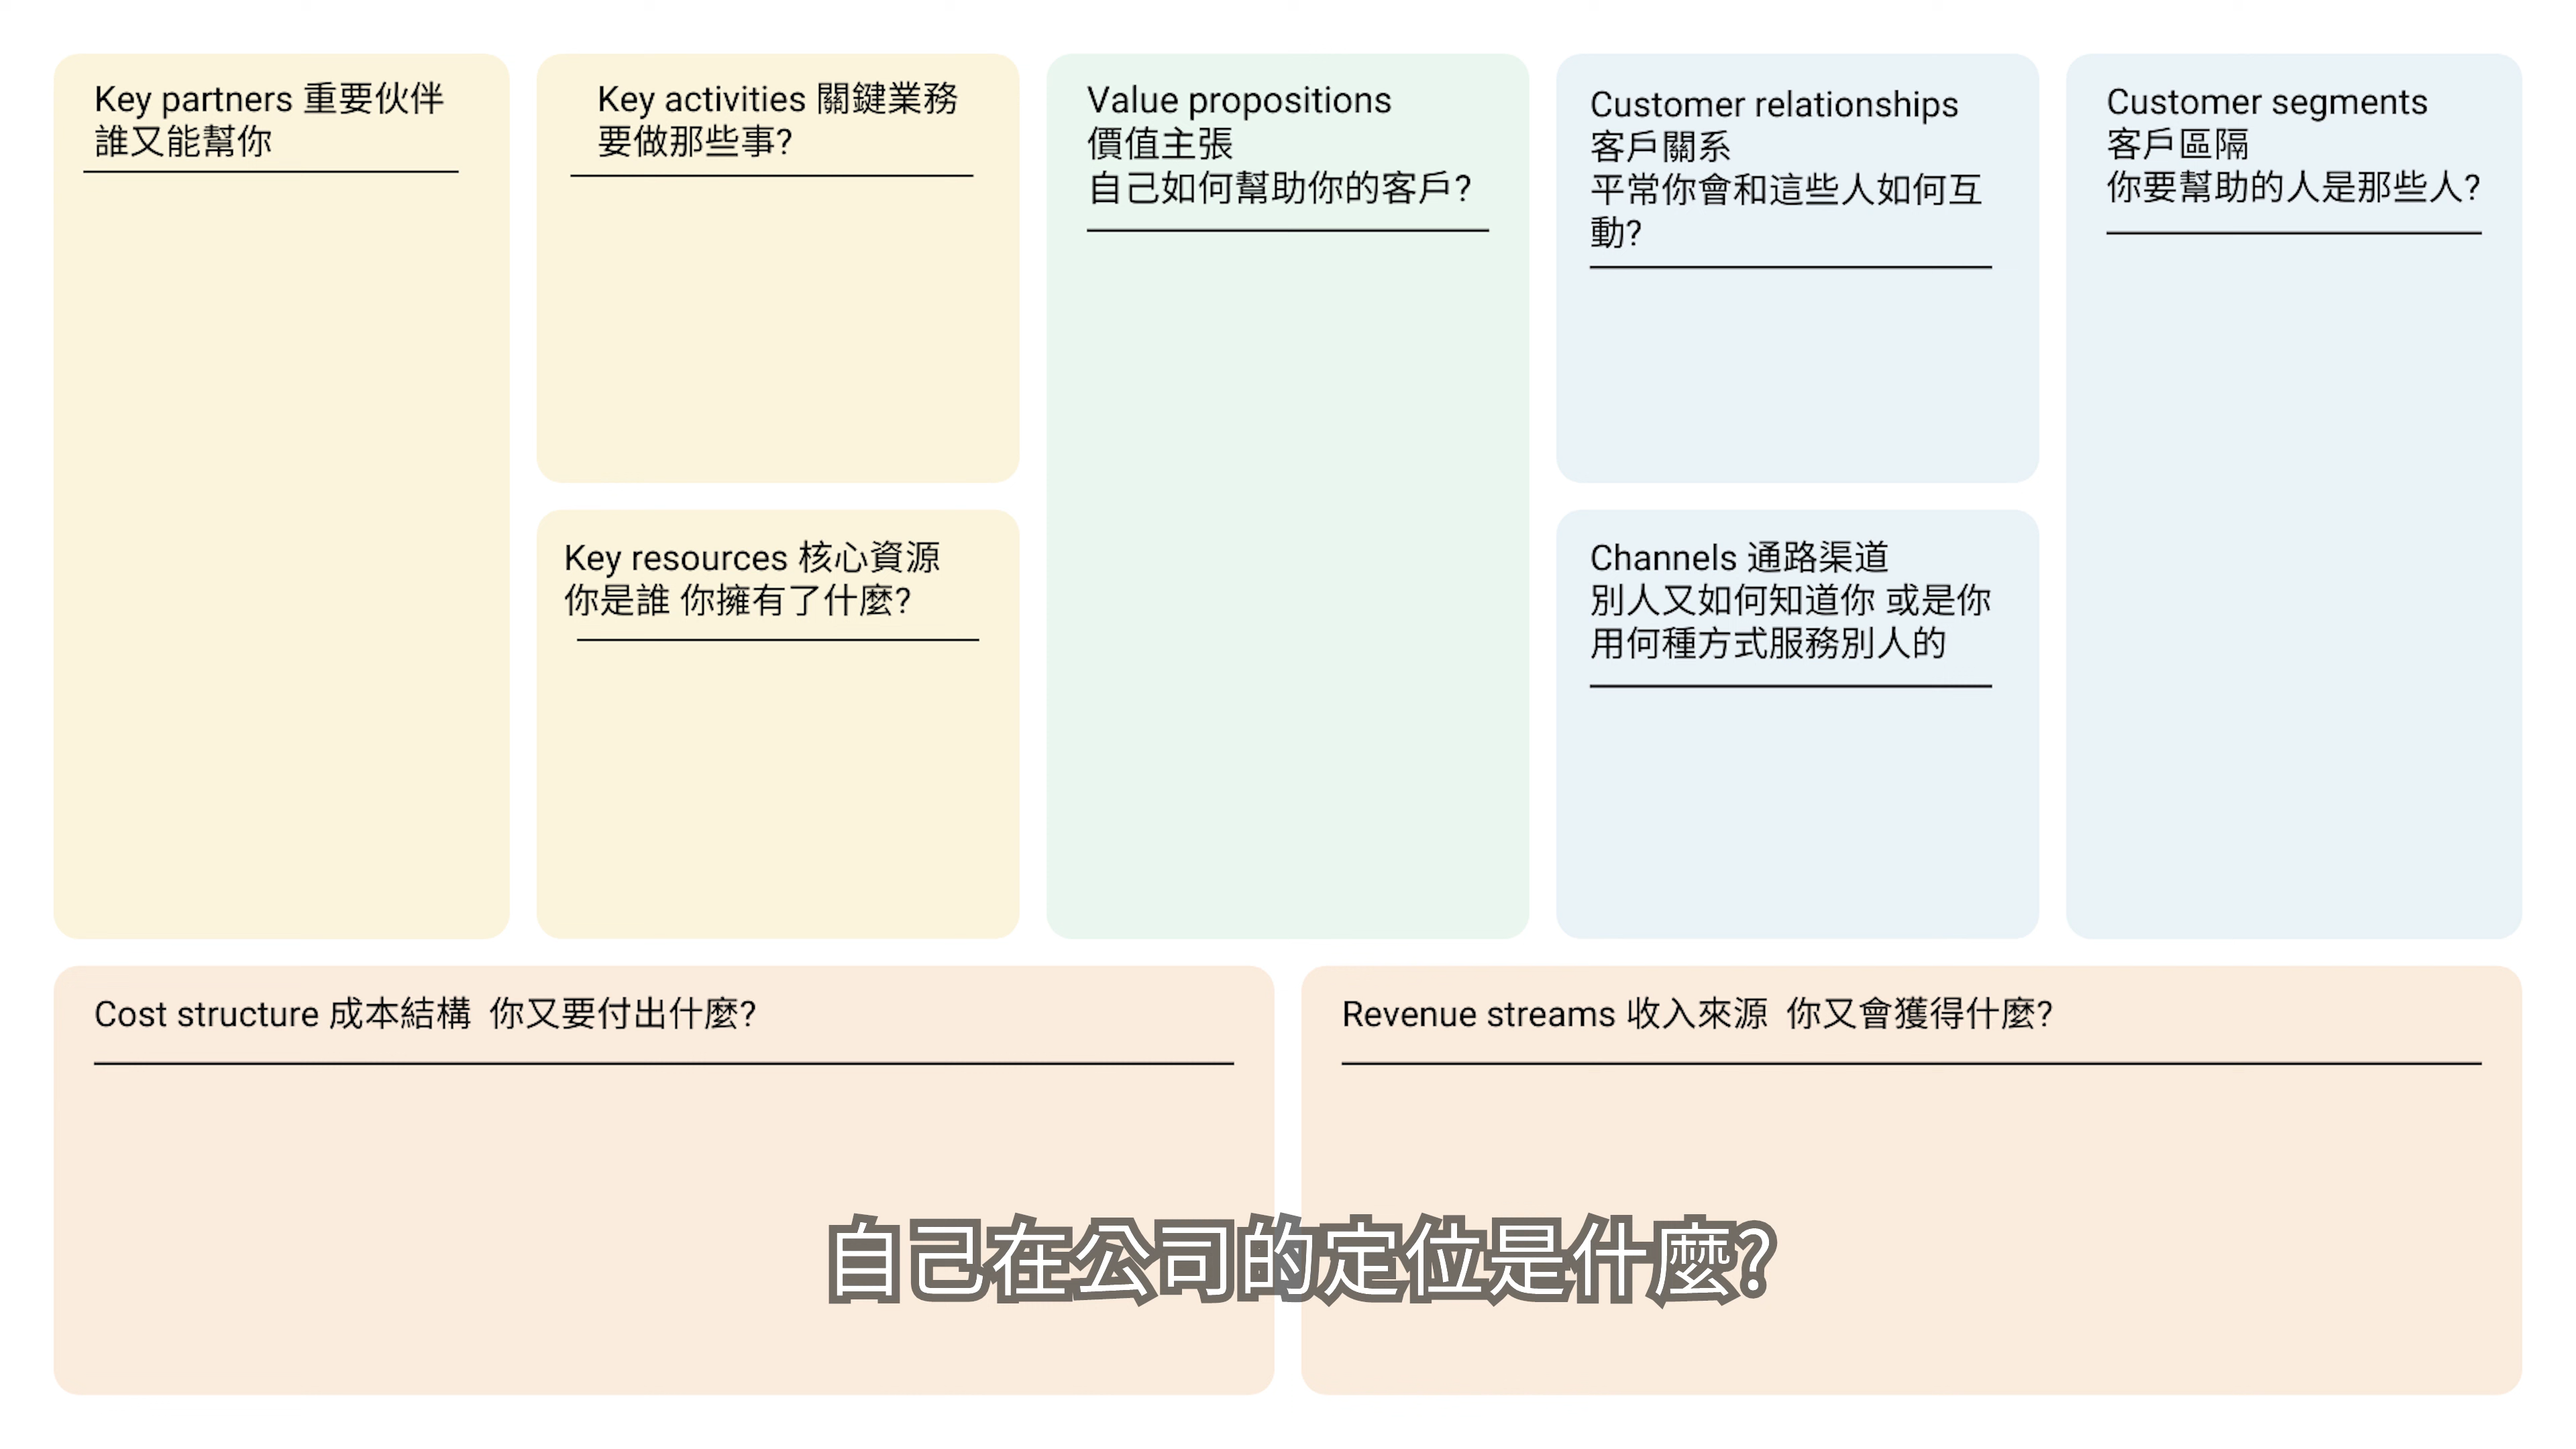 Key partners 重要伙伴
誰又能幫你
Key activities 關鍵業務
要做那些事?
Key resources 核心資源
你是誰 你擁有了什麼?
Value propositions
價值主張
自己如何幫助你的客戶?
Customer relationships
客戶關系
平常你會和這些人如何互
動?
Channels 通路渠道
別人又如何知道你 或是你
用何種方式服務別人的
Customer segments
客戶區隔
你要幫助的人是那些人?
Cost structure 成本結構 你又要付出什麼?
Revenue streams 收入來源 你又會獲得什麼?
自己在公司的定位是什麼?